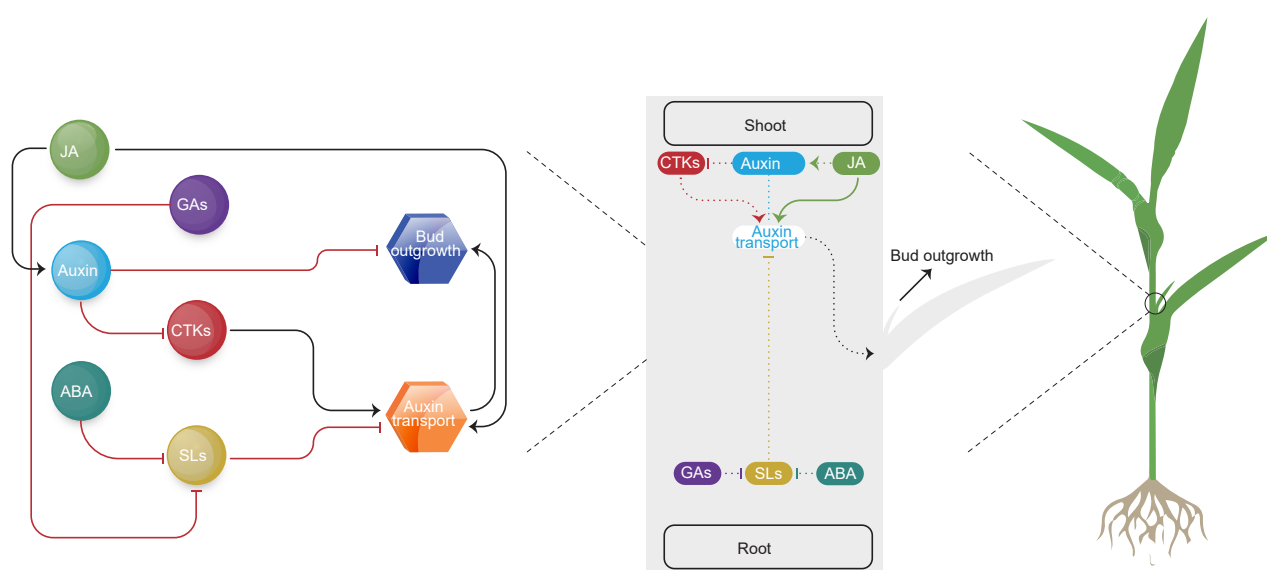 JA
GAs
Auxin
CTKs
ABA
SLs
Bud
outgrowth
Auxin
transport
Shoot
CTKs
Auxin
JA
Auxin
transport
GAs
SLs
ABA
Root
Bud outgrowth